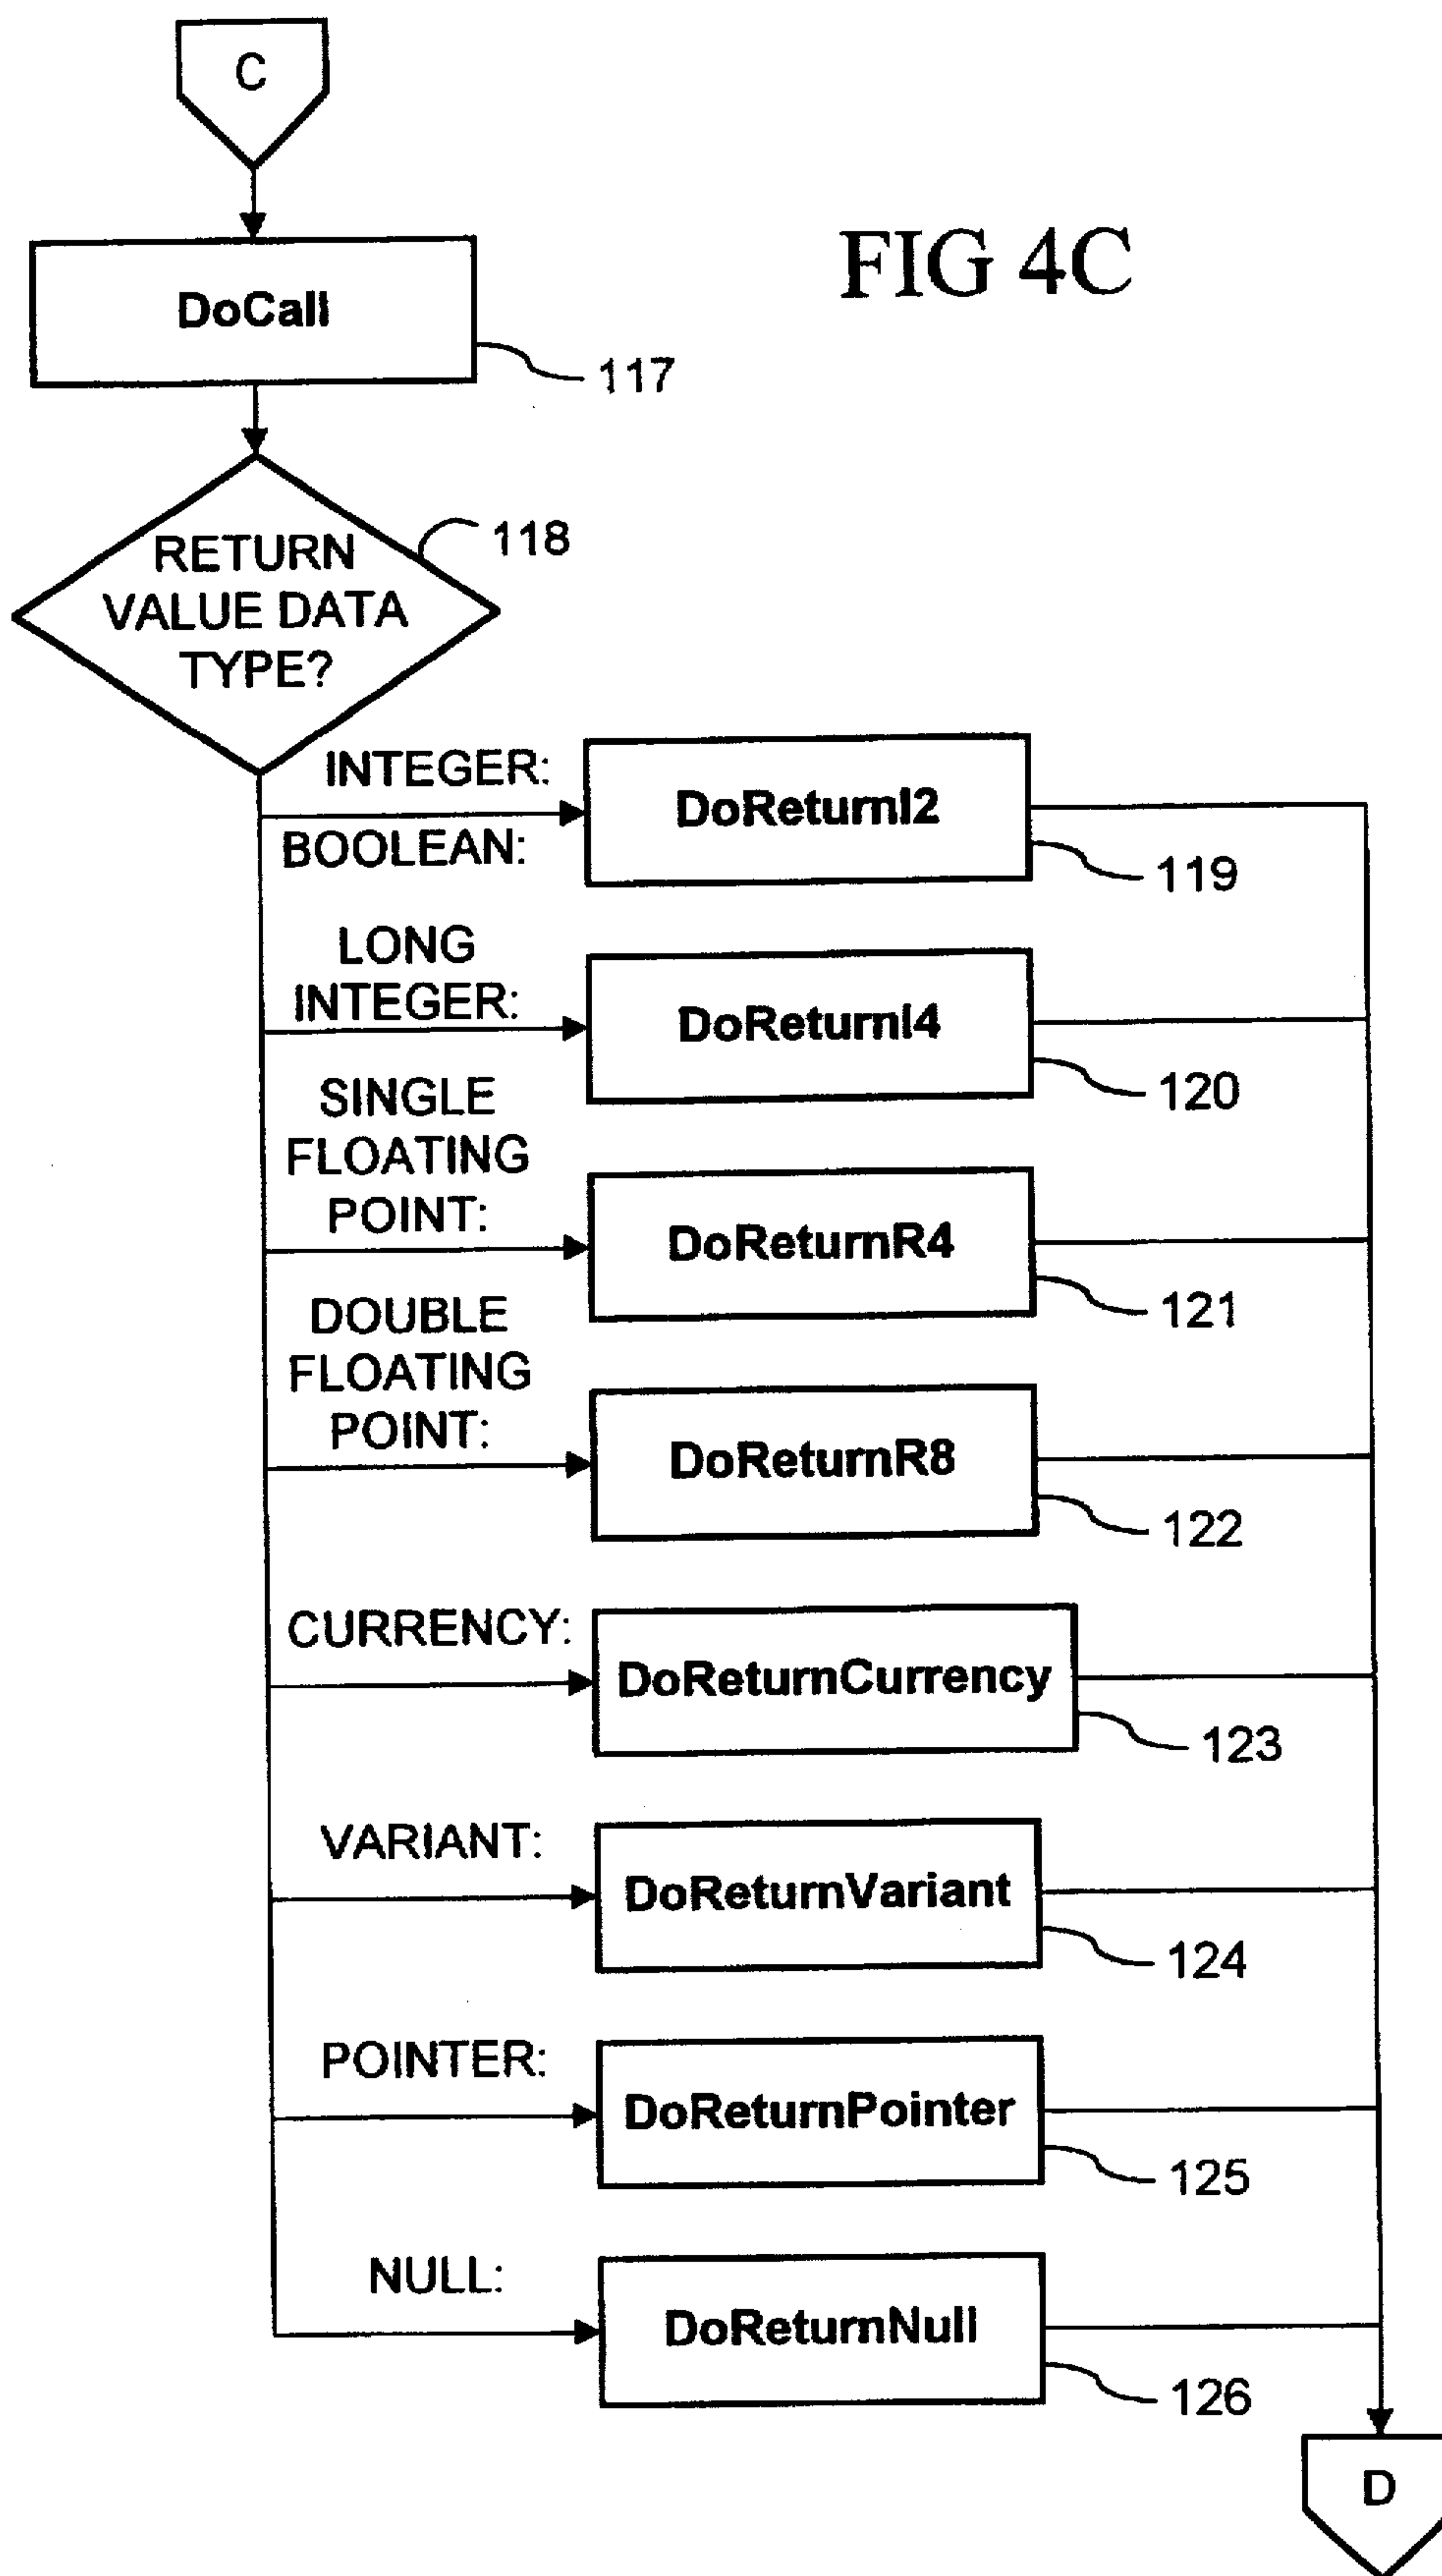 C
FIG 4C
DoCall
117
RETURN
VALUE DATA
TYPE?
118
INTEGER:
BOOLEAN:
DoReturnI2
119
LONG
INTEGER:
DoReturnI4
120
SINGLE
FLOATING
POINT:
DoReturnR4
121
DOUBLE
FLOATING
POINT:
DoReturnR8
122
CURRENCY:
DoReturnCurrency
123
VARIANT:
DoReturnVariant
124
POINTER:
DoReturnPointer
125
NULL:
DoReturnNull
126
D